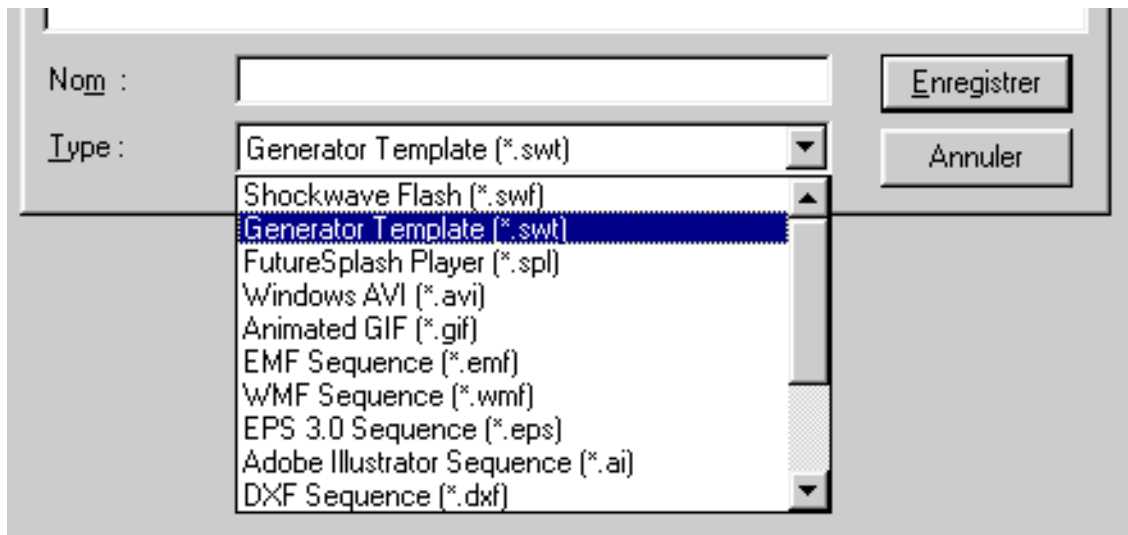 Nom :
Enregistrer
Type :
Generator Template (*.swt)
Annuler
Shockwave Flash (*.swf)
Generator Template (*.swt)
FutureSplash Player (*.spl)
Windows AVI (*.avi)
Animated GIF (*.gif)
EMF Sequence (*.emf)
WMF Sequence (*.wmf)
EPS 3.0 Sequence (*.eps)
Adobe Illustrator Sequence (*.ai)
DXF Sequence (*.dxf)